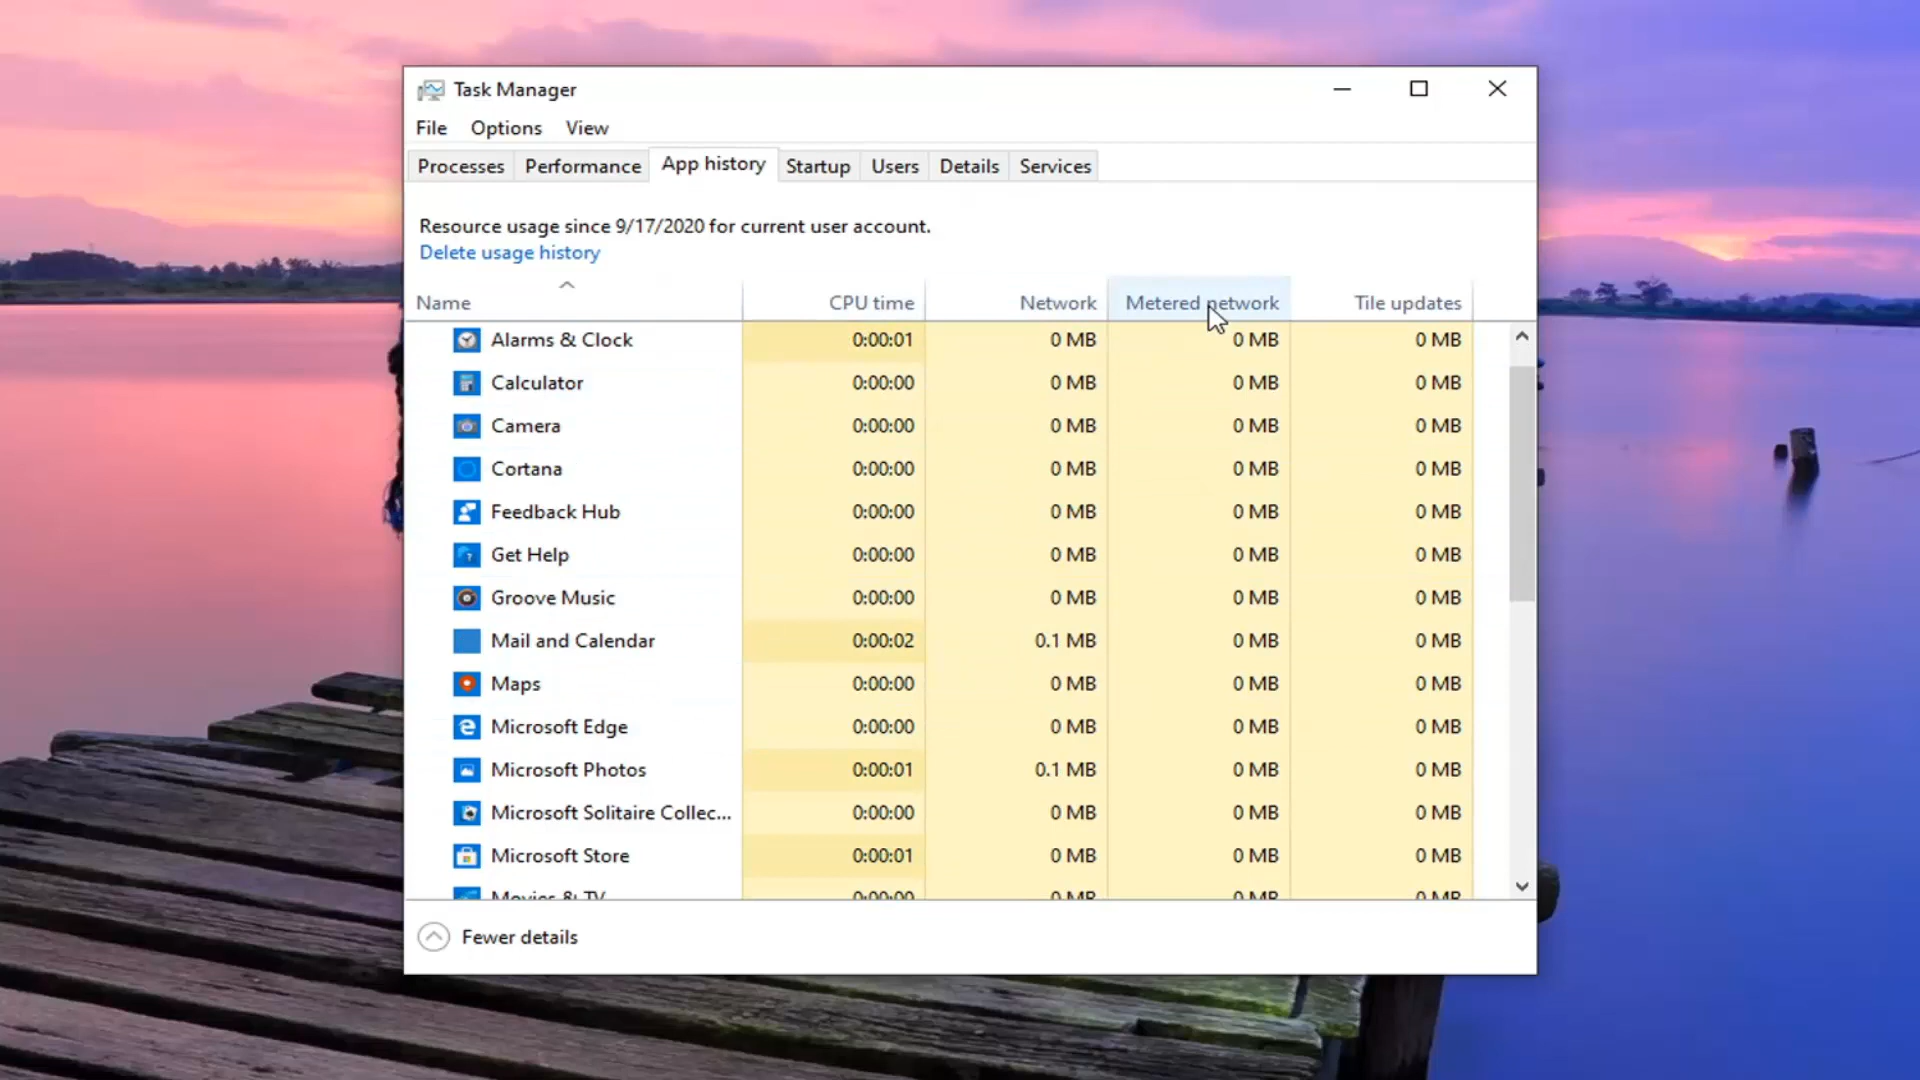 Task Manager
File Options View
Processes Performance App history Startup Users Details Services
Resource usage since 9/17/2020 for current user account.
Delete usage history
Name CPU time Network Metered network Tile updates
Alarms & Clock 0:00:01 0 MB 0 MB 0 MB
Calculator 0:00:00 0 MB 0 MB 0 MB
Camera 0:00:00 0 MB 0 MB 0 MB
Cortana 0:00:00 0 MB 0 MB 0 MB
Feedback Hub 0:00:00 0 MB 0 MB 0 MB
Get Help 0:00:00 0 MB 0 MB 0 MB
Groove Music 0:00:00 0 MB 0 MB 0 MB
Mail and Calendar 0:00:02 0.1 MB 0 MB 0 MB
Maps 0:00:00 0 MB 0 MB 0 MB
Microsoft Edge 0:00:00 0 MB 0 MB 0 MB
Microsoft Photos 0:00:01 0.1 MB 0 MB 0 MB
Microsoft Solitaire Collec... 0:00:00 0 MB 0 MB 0 MB
Microsoft Store 0:00:01 0 MB 0 MB 0 MB
Movies & TV 0:00:00 0 MB 0 MB 0 MB
Fewer details